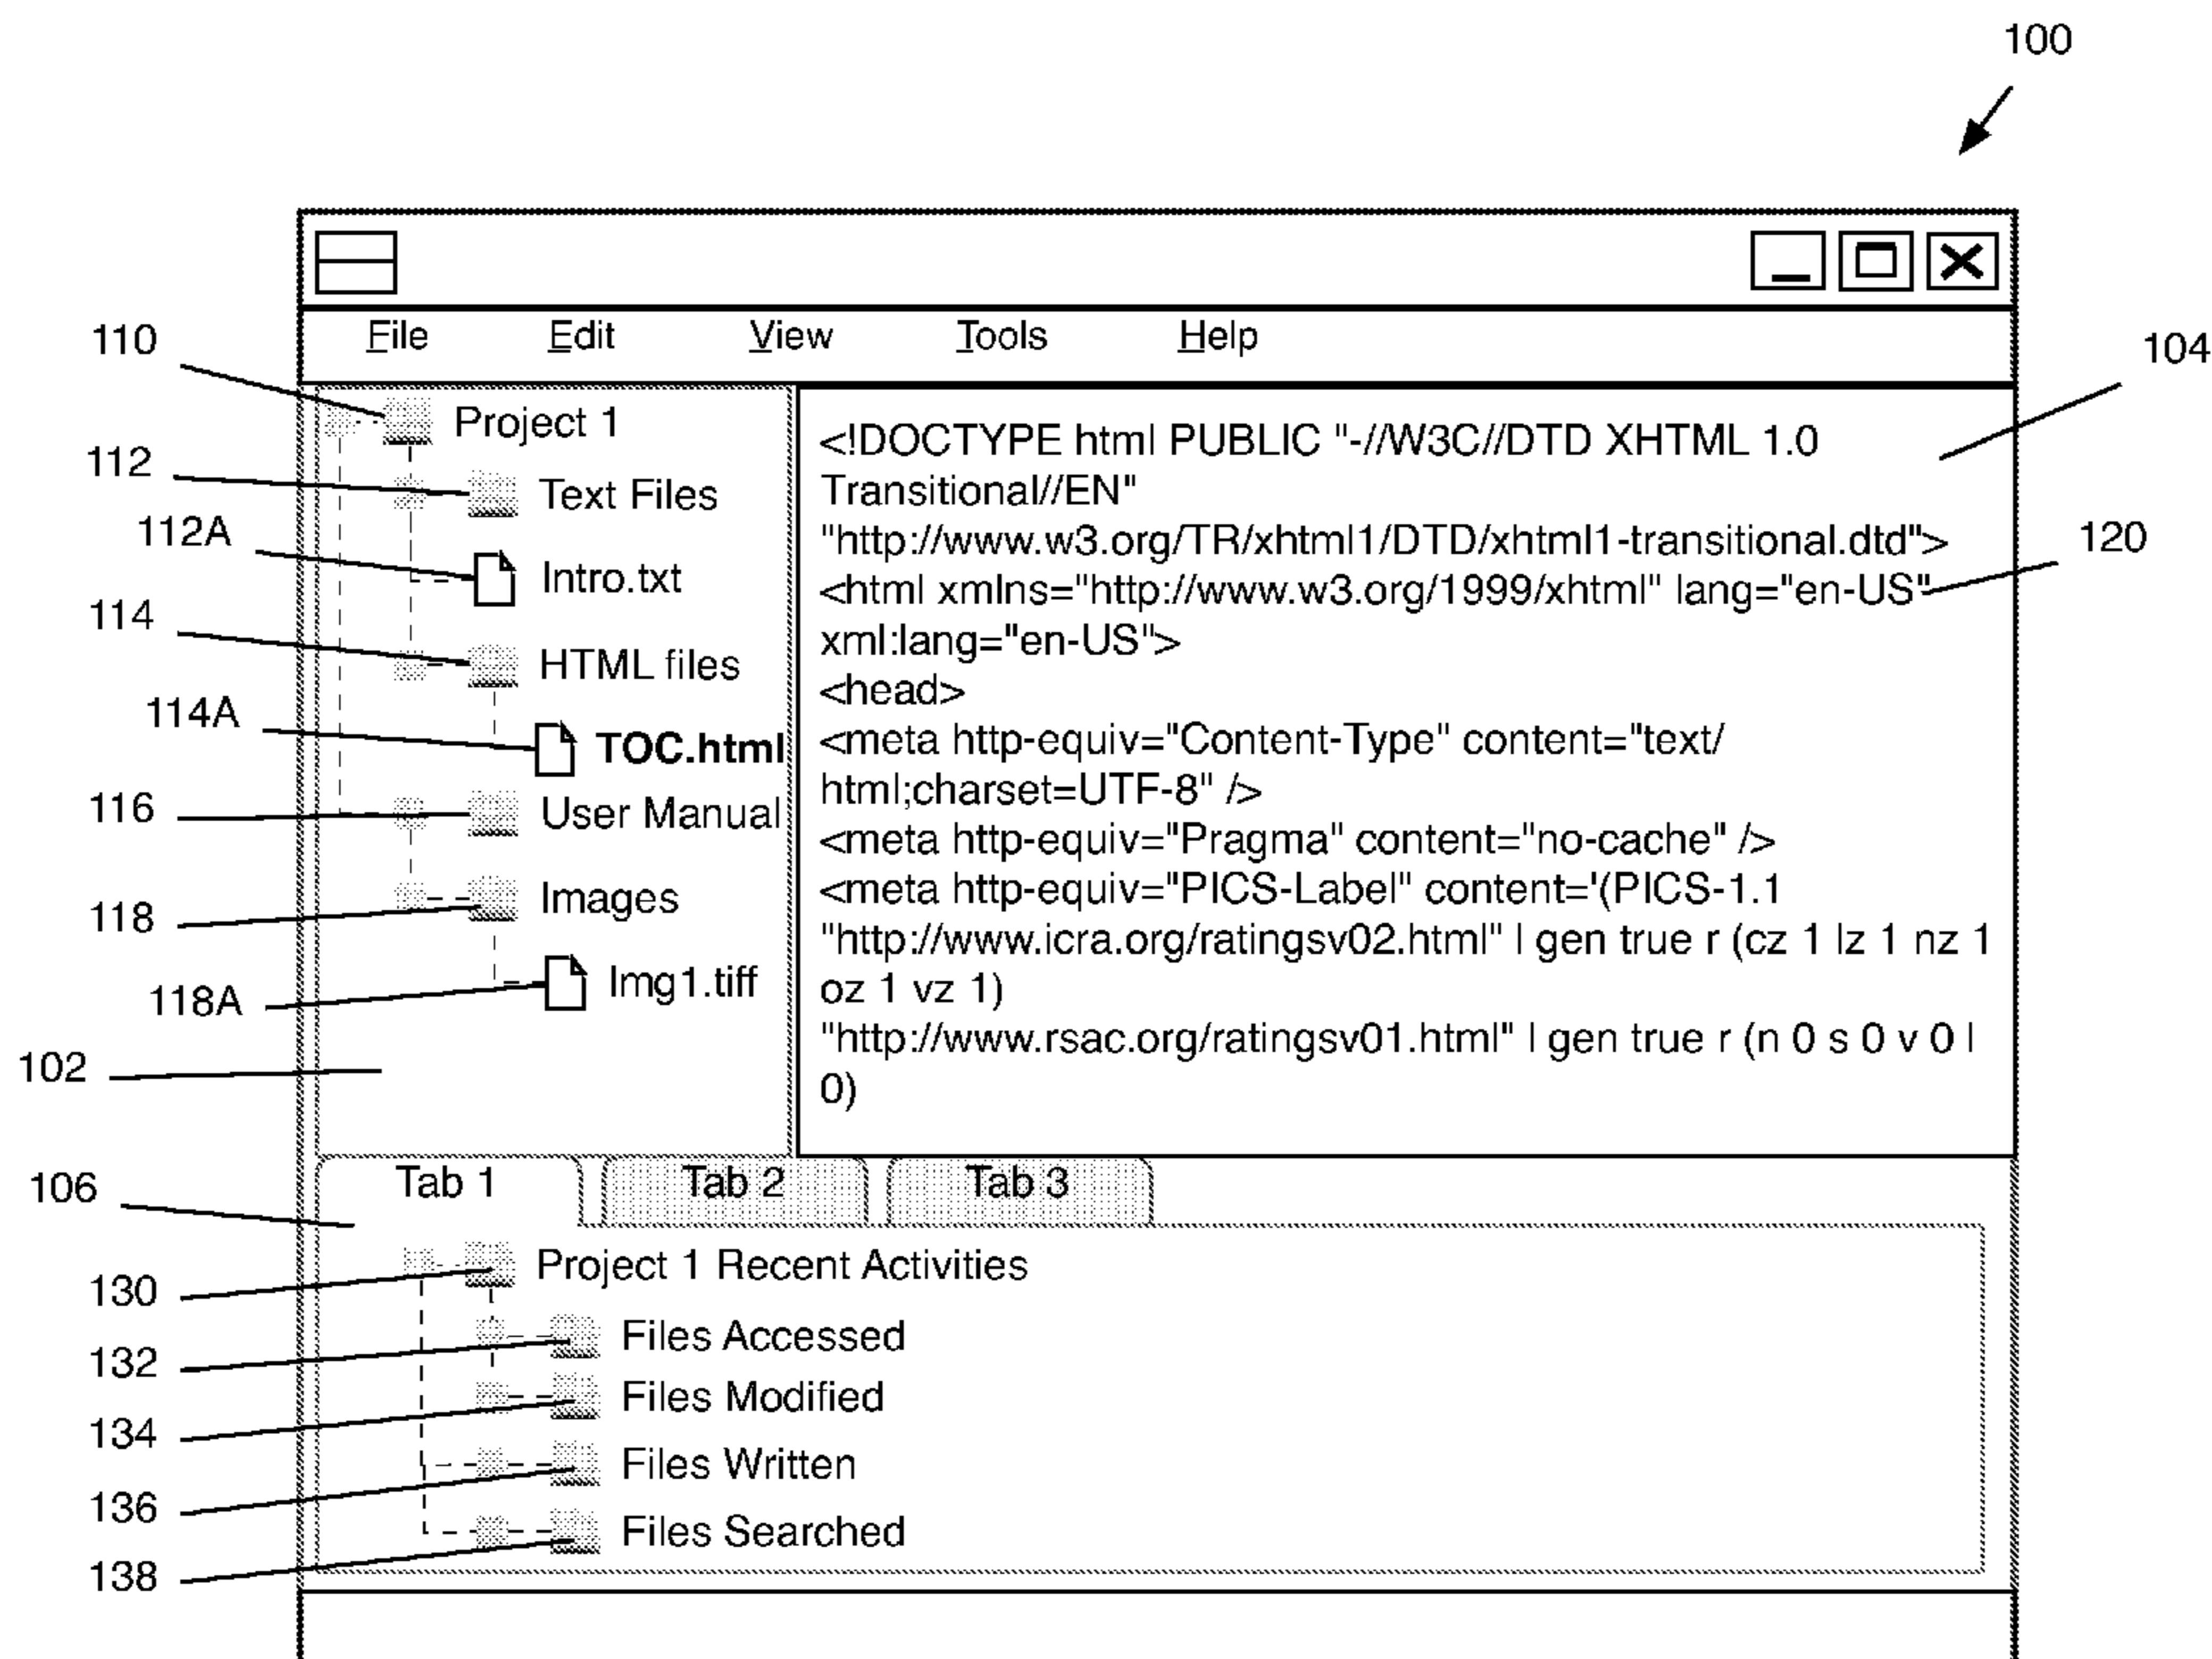 100
File Edit View Tools Help
110
Project 1
104
112
Text Files
112A
Intro.txt
114
HTML files
114A
TOC.html
116
User Manual
118
Images
118A
Img1.tiff
102
<!DOCTYPE html PUBLIC "-//W3C//DTD XHTML 1.0
Transitional//EN"
"http://www.w3.org/TR/xhtml1/DTD/xhtml1-transitional.dtd">
<html xmlns="http://www.w3.org/1999/xhtml" lang="en-US"
xml:lang="en-US">
<head>
<meta http-equiv="Content-Type" content="text/
html;charset=UTF-8" />
<meta http-equiv="Pragma" content="no-cache" />
<meta http-equiv="PICS-Label" content='(PICS-1.1
"http://www.icra.org/ratingsv02.html" l gen true r (cz 1 lz 1 nz 1
oz 1 vz 1)
"http://www.rsac.org/ratingsv01.html" l gen true r (n 0 s 0 v 0 l
0)
120
106
Tab 1 Tab 2 Tab 3
130
Project 1 Recent Activities
132
Files Accessed
134
Files Modified
136
Files Written
138
Files Searched